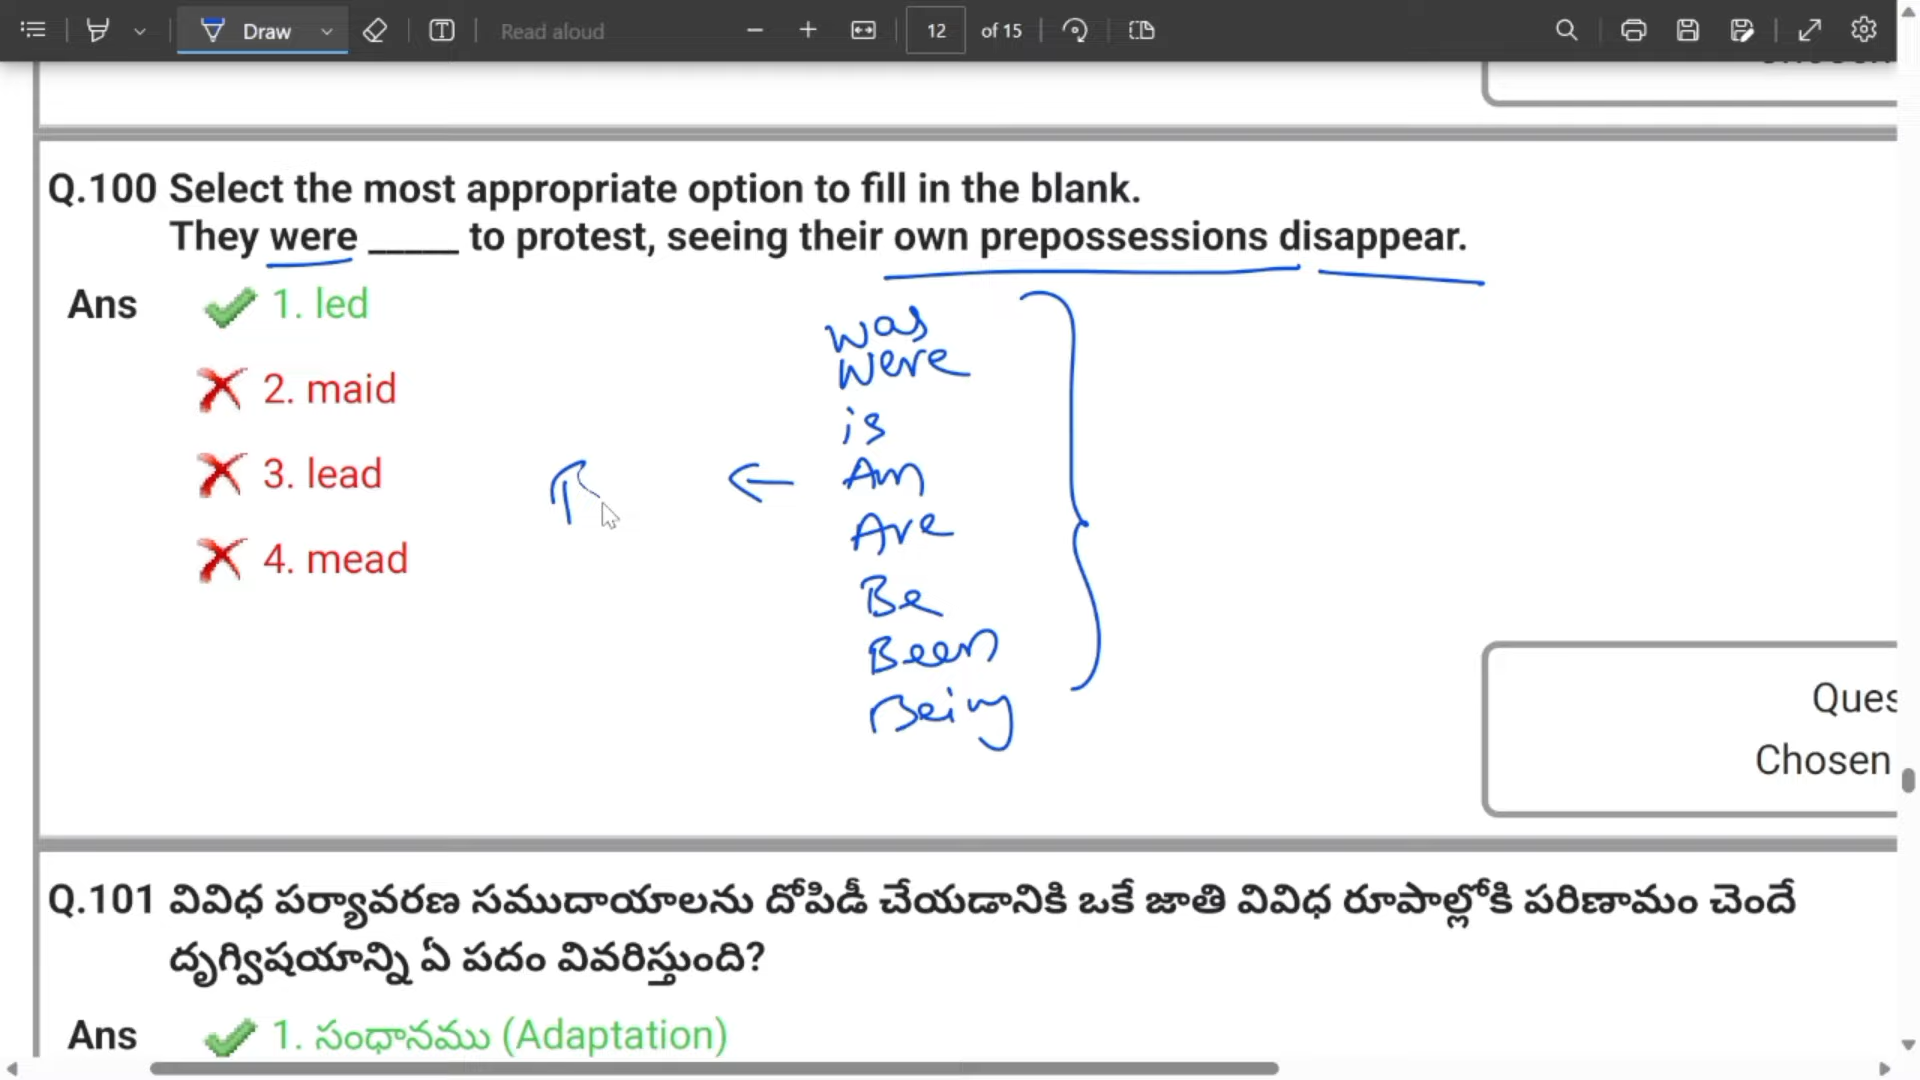 Draw
Read aloud
12 of 15
Q.100 Select the most appropriate option to fill in the blank.
They were _____ to protest, seeing their own prepossessions disappear.
Ans 1. led
2. maid
3. lead
4. mead
was
were
is
Am
Are
Be
Been
Being
Ques
Chosen
Q.101 వివిధ పర్యావరణ సముదాయాలను దోపిడీ చేయడానికి ఒకే జాతి వివిధ రూపాల్లోకి పరిణామం చెందే
దృగ్విషయాన్ని ఏ పదం వివరిస్తుంది?
Ans 1. సంధానము (Adaptation)